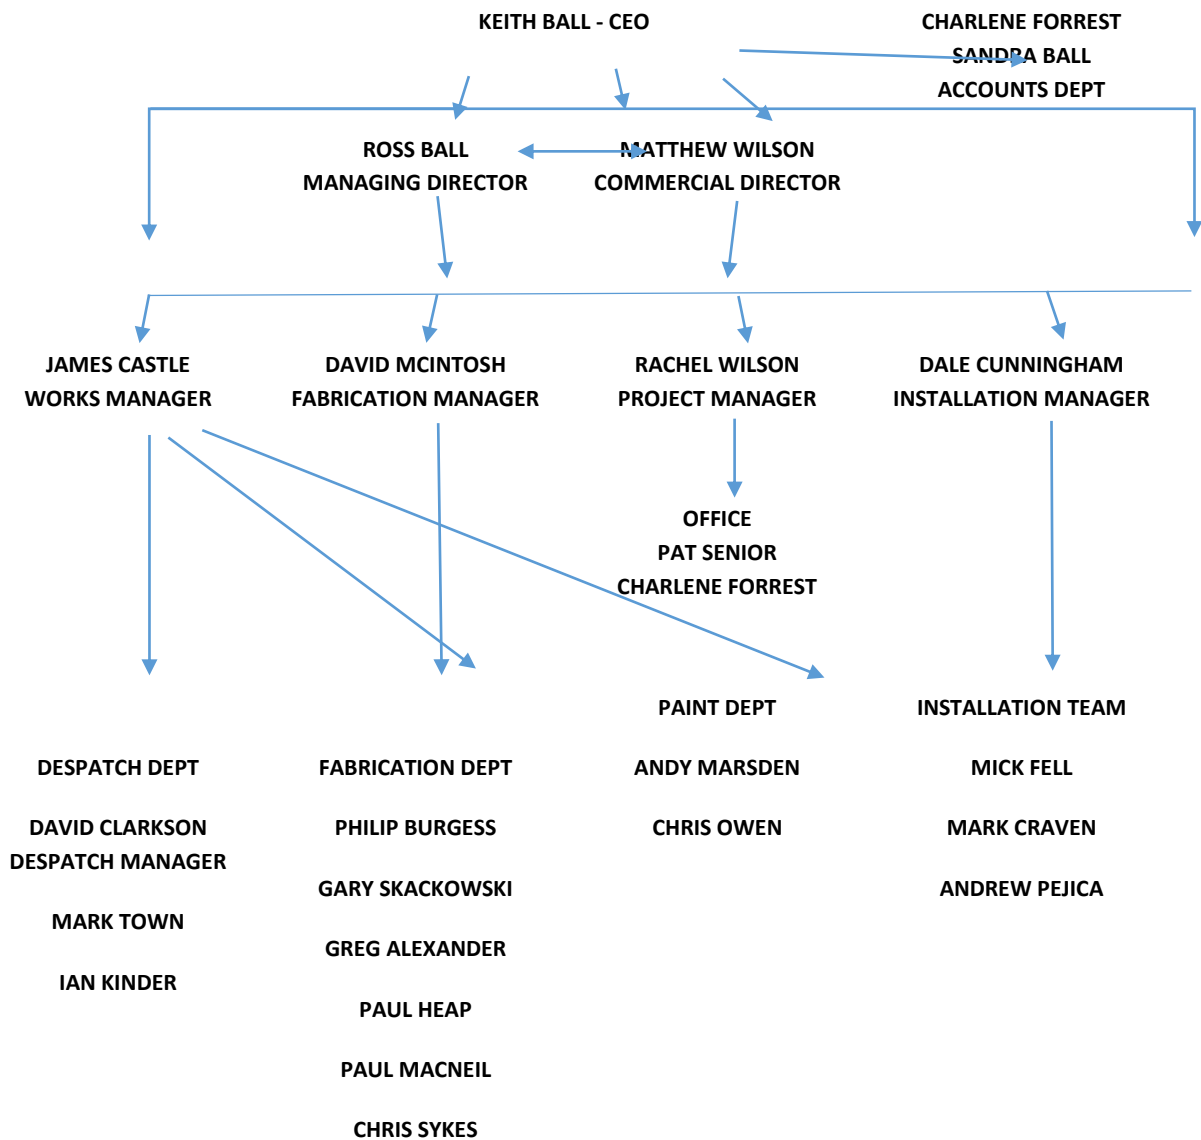 KEITH BALL - CEO
CHARLENE FORREST
SANDRA BALL
ACCOUNTS DEPT
ROSS BALL
MANAGING DIRECTOR
MATTHEW WILSON
COMMERCIAL DIRECTOR
JAMES CASTLE
WORKS MANAGER
DAVID MCINTOSH
FABRICATION MANAGER
RACHEL WILSON
PROJECT MANAGER
DALE CUNNINGHAM
INSTALLATION MANAGER
OFFICE
PAT SENIOR
CHARLENE FORREST
DESPATCH DEPT
DAVID CLARKSON
DESPATCH MANAGER
MARK TOWN
IAN KINDER
FABRICATION DEPT
PHILIP BURGESS
GARY SKACKOWSKI
GREG ALEXANDER
PAUL HEAP
PAUL MACNEIL
CHRIS SYKES
PAINT DEPT
ANDY MARSDEN
CHRIS OWEN
INSTALLATION TEAM
MICK FELL
MARK CRAVEN
ANDREW PEJICA